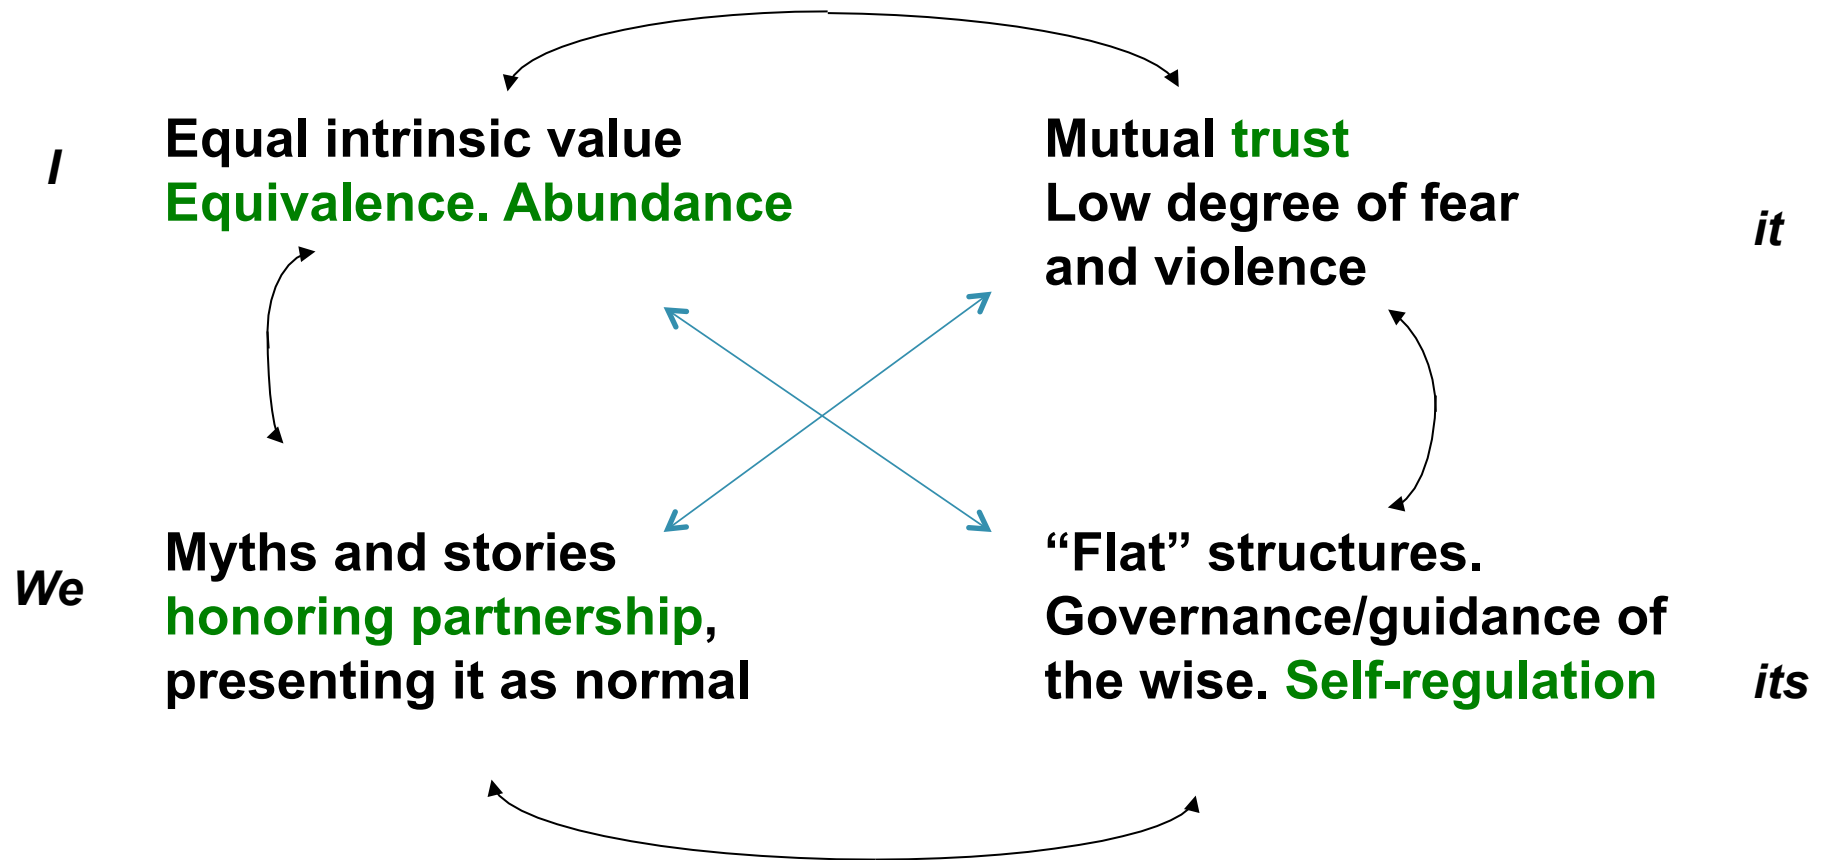 I
Equal intrinsic value
Equivalence. Abundance
Mutual trust
Low degree of fear
and violence
it
We
Myths and stories
honoring partnership,
presenting it as normal
“Flat” structures.
Governance/guidance of
the wise. Self-regulation
its